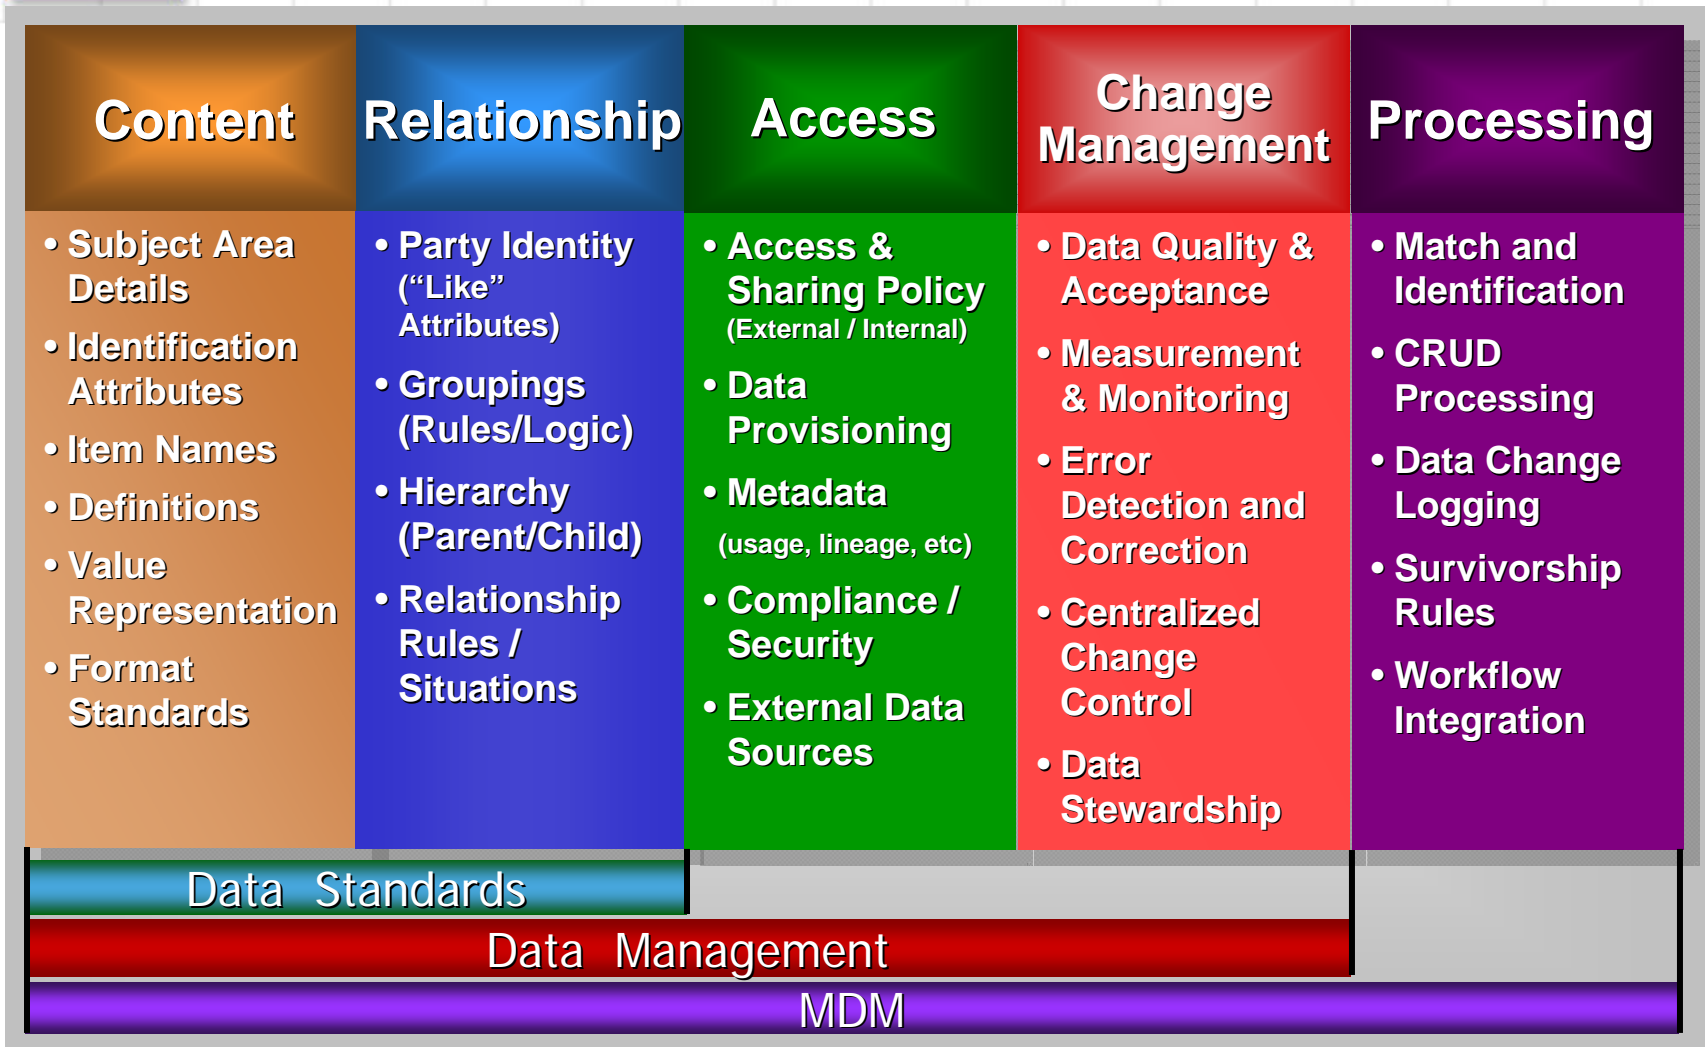 Content
• Subject Area
Details
• Identification
Attributes
• Item Names
• Definitions
• Value
Representation
• Format
Standards
Relationship
• Party Identity
(“Like”
Attributes)
• Groupings
(Rules/Logic)
• Hierarchy
(Parent/Child)
• Relationship
Rules /
Situations
Access
• Access &
Sharing Policy
(External / Internal)
• Data
Provisioning
• Metadata
(usage, lineage, etc)
• Compliance /
Security
• External Data
Sources
Change
Management
• Data Quality &
Acceptance
• Measurement
& Monitoring
• Error
Detection and
Correction
• Centralized
Change
Control
• Data
Stewardship
Processing
• Match and
Identification
• CRUD
Processing
• Data Change
Logging
• Survivorship
Rules
• Workflow
Integration
Data Standards
Data Management
MDM